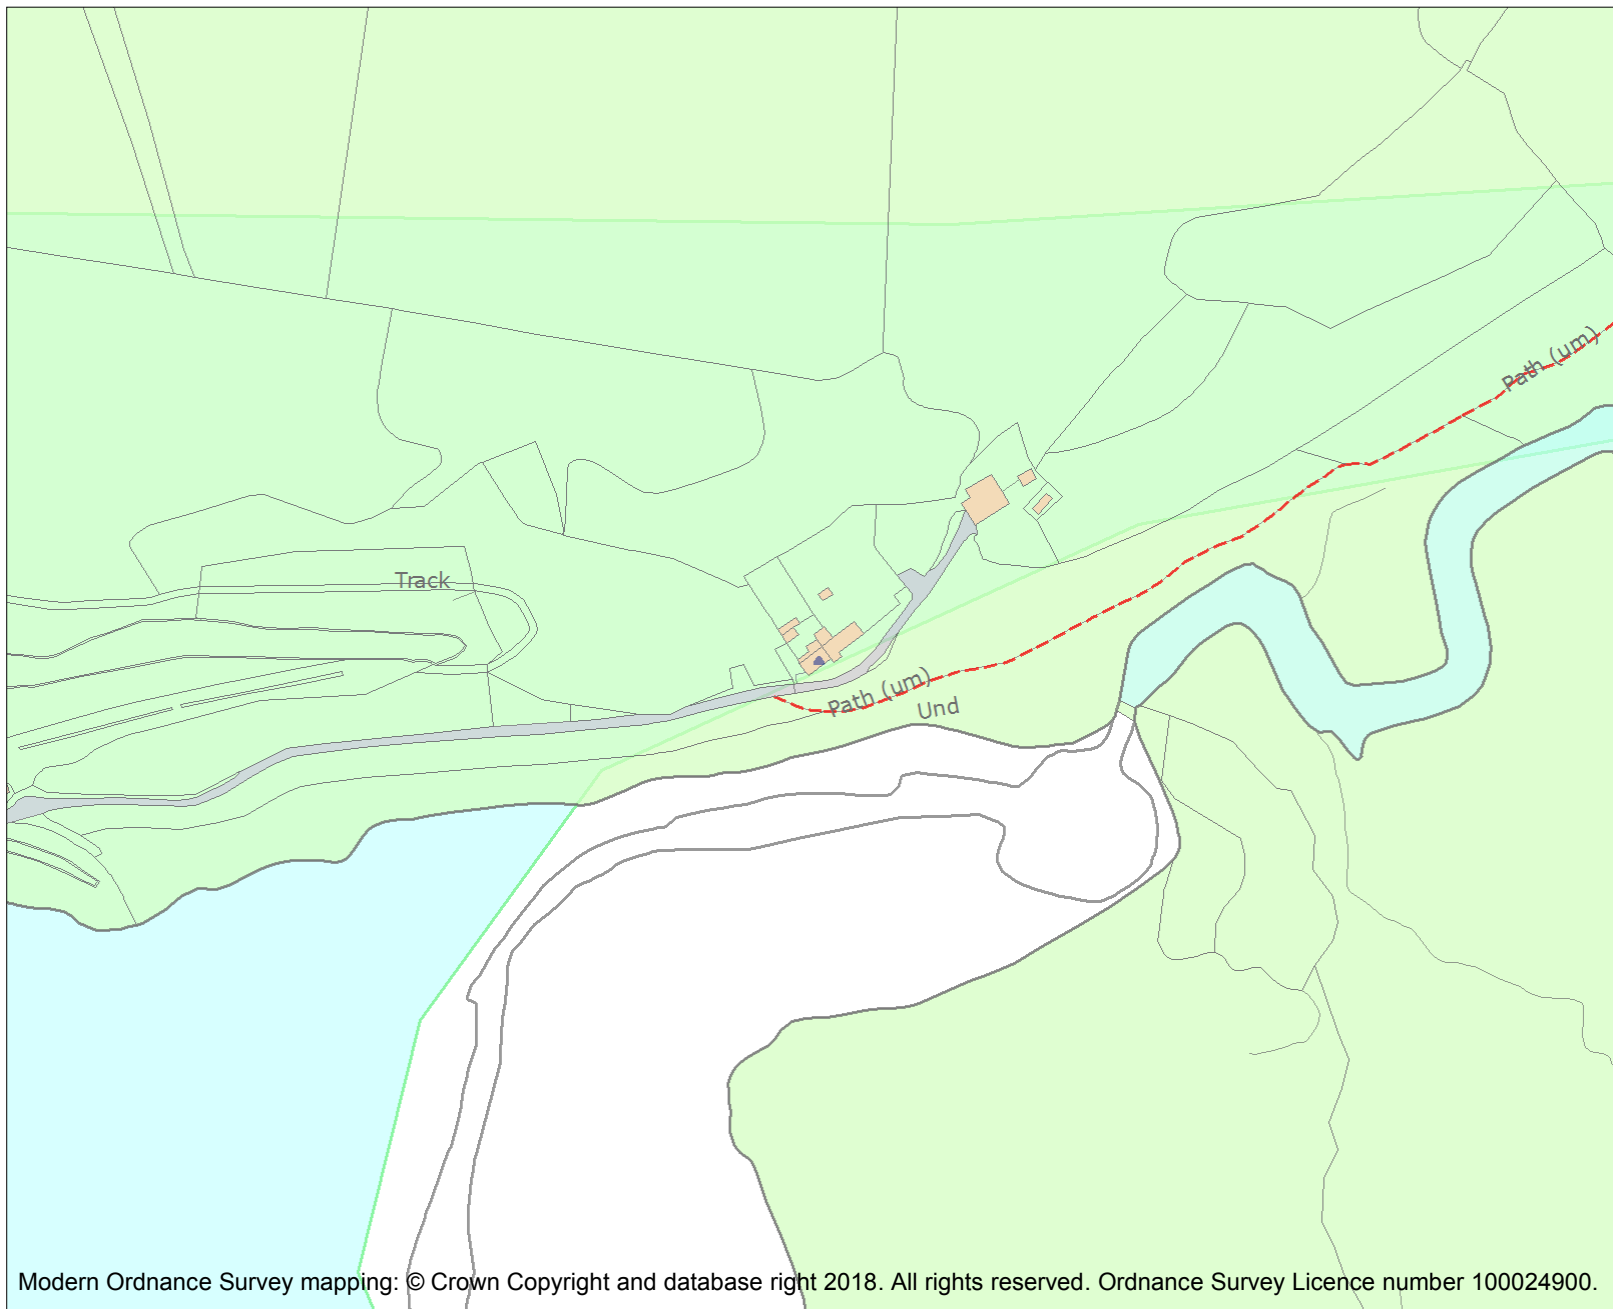 Path (um)
Track
Path (um)
Und
Modern Ordnance Survey mapping: © Crown Copyright and database right 2018. All rights reserved. Ordnance Survey Licence number 100024900.